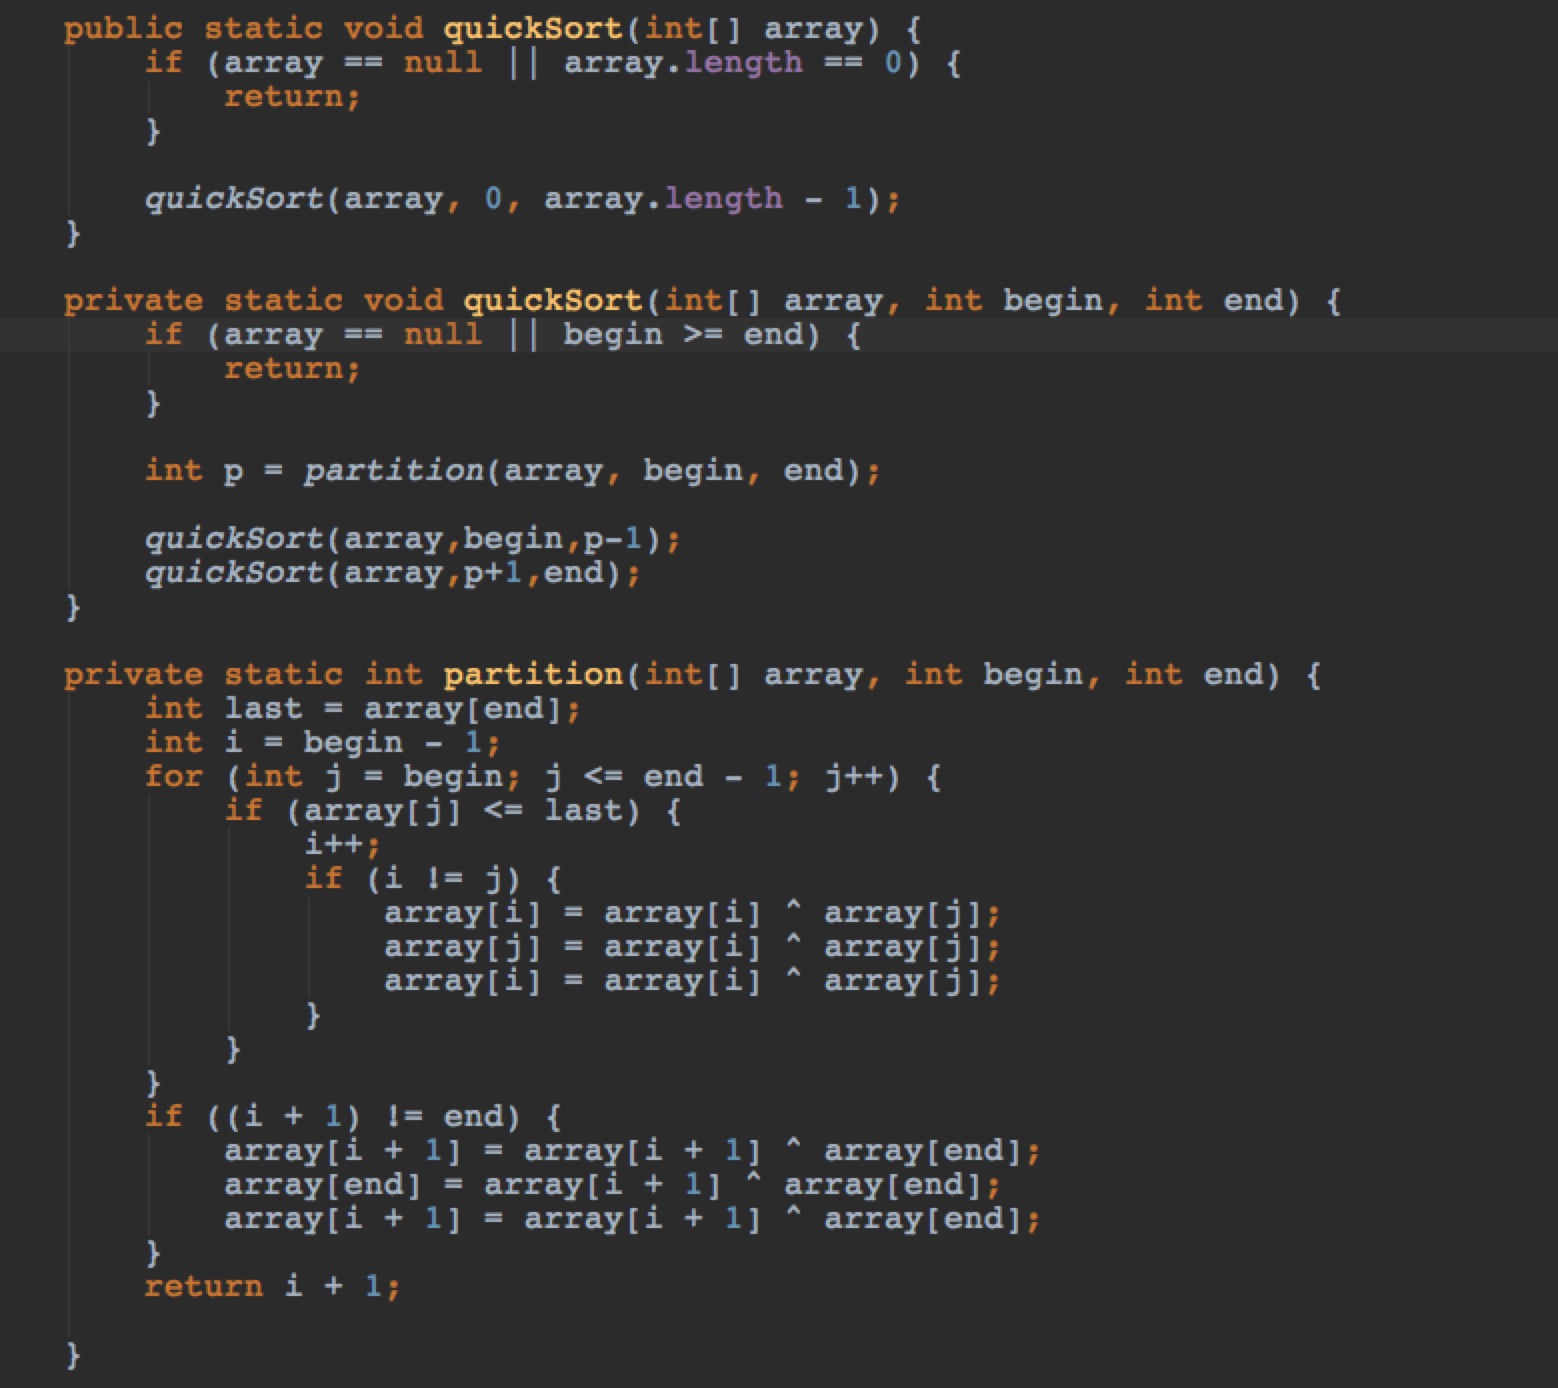 public static void quickSort(int[] array) {
    if (array == null || array.length == 0) {
        return;
    }

    quickSort(array, 0, array.length - 1);
}

private static void quickSort(int[] array, int begin, int end) {
    if (array == null || begin >= end) {
        return;
    }

    int p = partition(array, begin, end);

    quickSort(array,begin,p-1);
    quickSort(array,p+1,end);
}

private static int partition(int[] array, int begin, int end) {
    int last = array[end];
    int i = begin - 1;
    for (int j = begin; j <= end - 1; j++) {
        if (array[j] <= last) {
            i++;
            if (i != j) {
                array[i] = array[i] ^ array[j];
                array[j] = array[i] ^ array[j];
                array[i] = array[i] ^ array[j];
            }
        }
    }
    if ((i + 1) != end) {
        array[i + 1] = array[i + 1] ^ array[end];
        array[end] = array[i + 1] ^ array[end];
        array[i + 1] = array[i + 1] ^ array[end];
    }
    return i + 1;

}